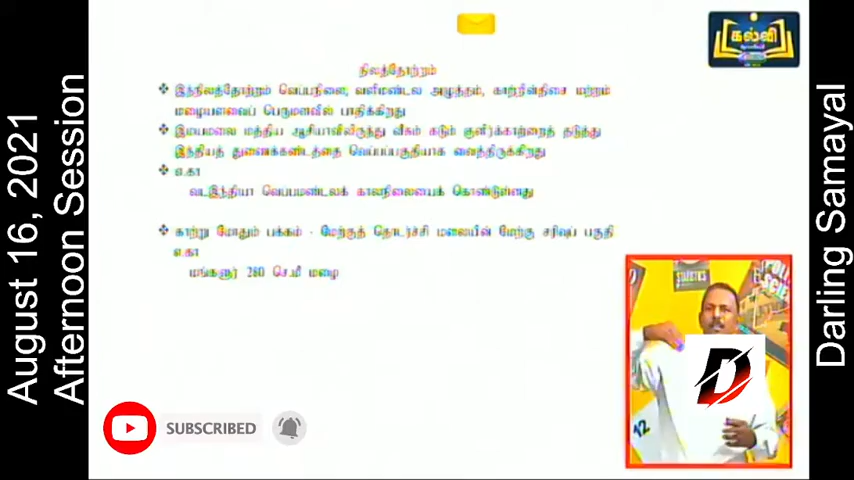 August 16, 2021
Afternoon Session
Darling Samayal
கல்வி
நிலத்தோற்றம்
❖ இந்நிலத்தோற்றம் வெப்பநிலை, வளிமண்டல அழுத்தம், காற்றின்திசை மற்றும்
மழையளவைப் பெருமளவில் பாதிக்கிறது
❖ இமயமலை மத்திய ஆசியாவிலிருந்து வீசும் கடும் குளிர்காற்றைத் தடுத்து
இந்தியத் துணைக்கண்டத்தை வெப்பப்பகுதியாக வைத்திருக்கிறது
❖ எ.கா
வடஇந்தியா வெப்பமண்டலக் காலநிலையைக் கொண்டுள்ளது
❖ காற்று மோதும் பக்கம் - மேற்குத் தொடர்ச்சி மலையின் மேற்கு சரிவுப் பகுதி
எ.கா
மங்களூர் 280 செ.மீ மழை
D
12
SUBSCRIBED